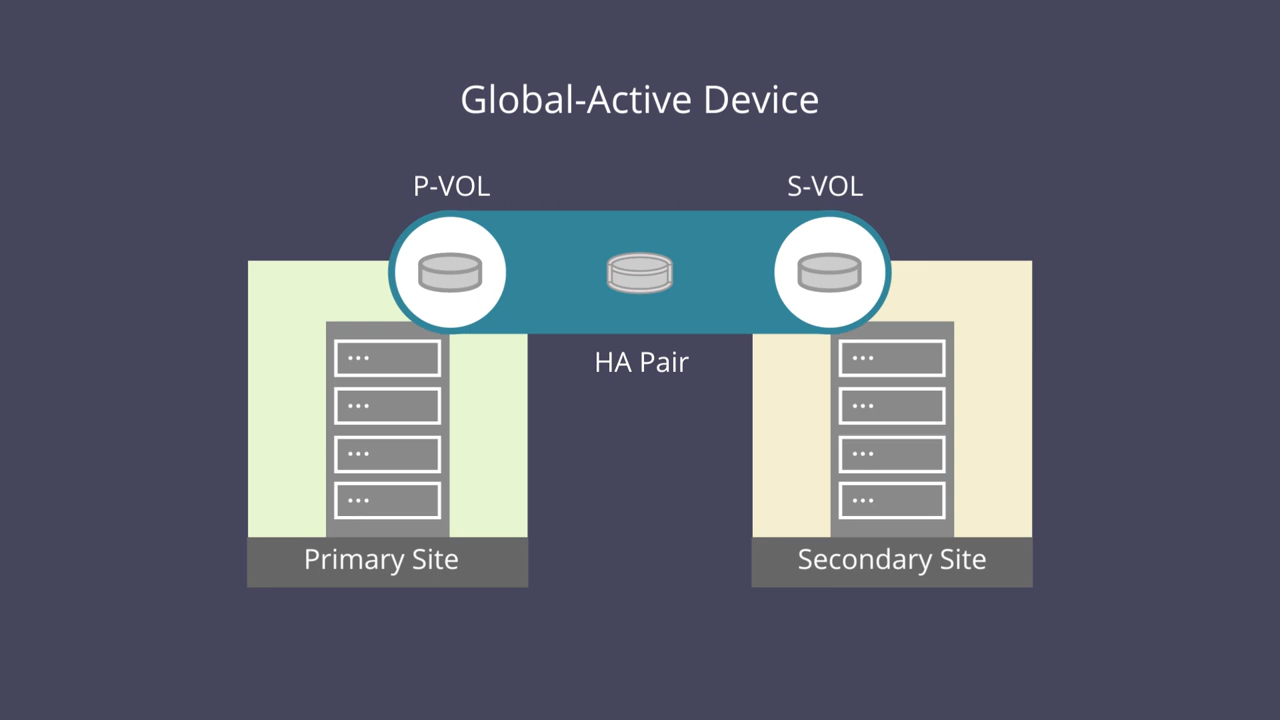 Global-Active Device
P-VOL
S-VOL
HA Pair
Primary Site
Secondary Site